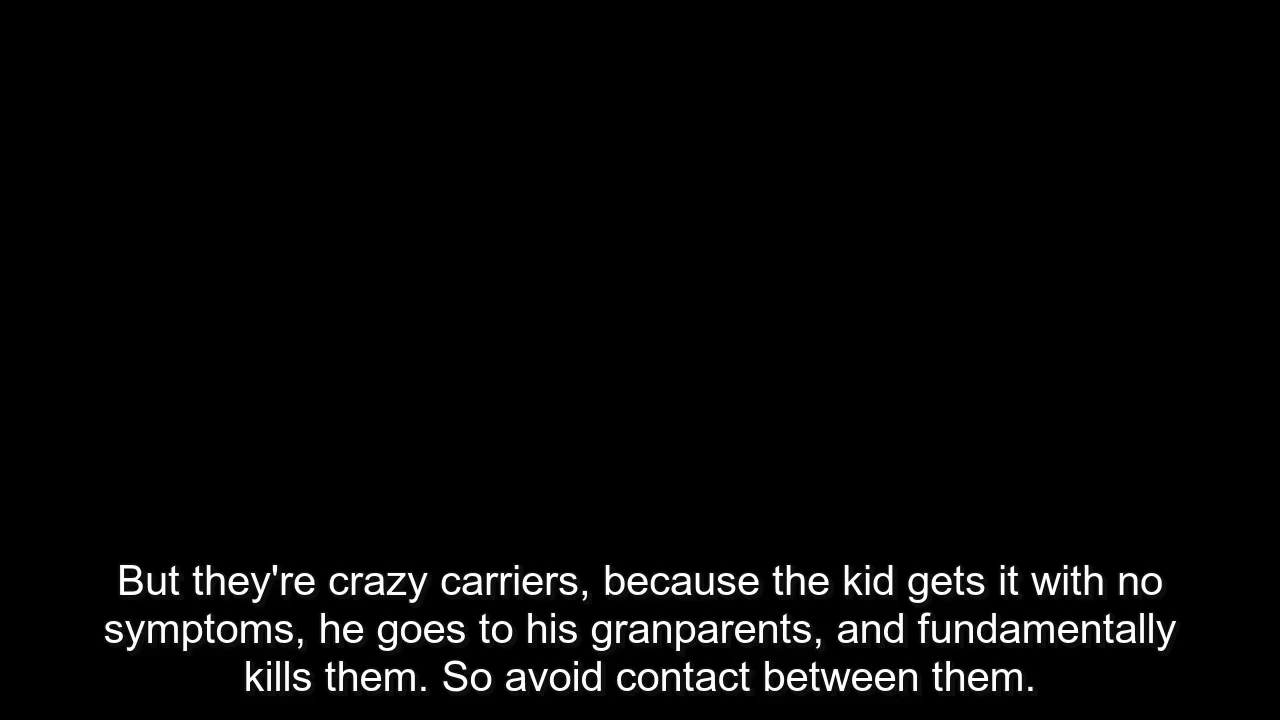 But they're crazy carriers, because the kid gets it with no
symptoms, he goes to his granparents, and fundamentally
kills them. So avoid contact between them.